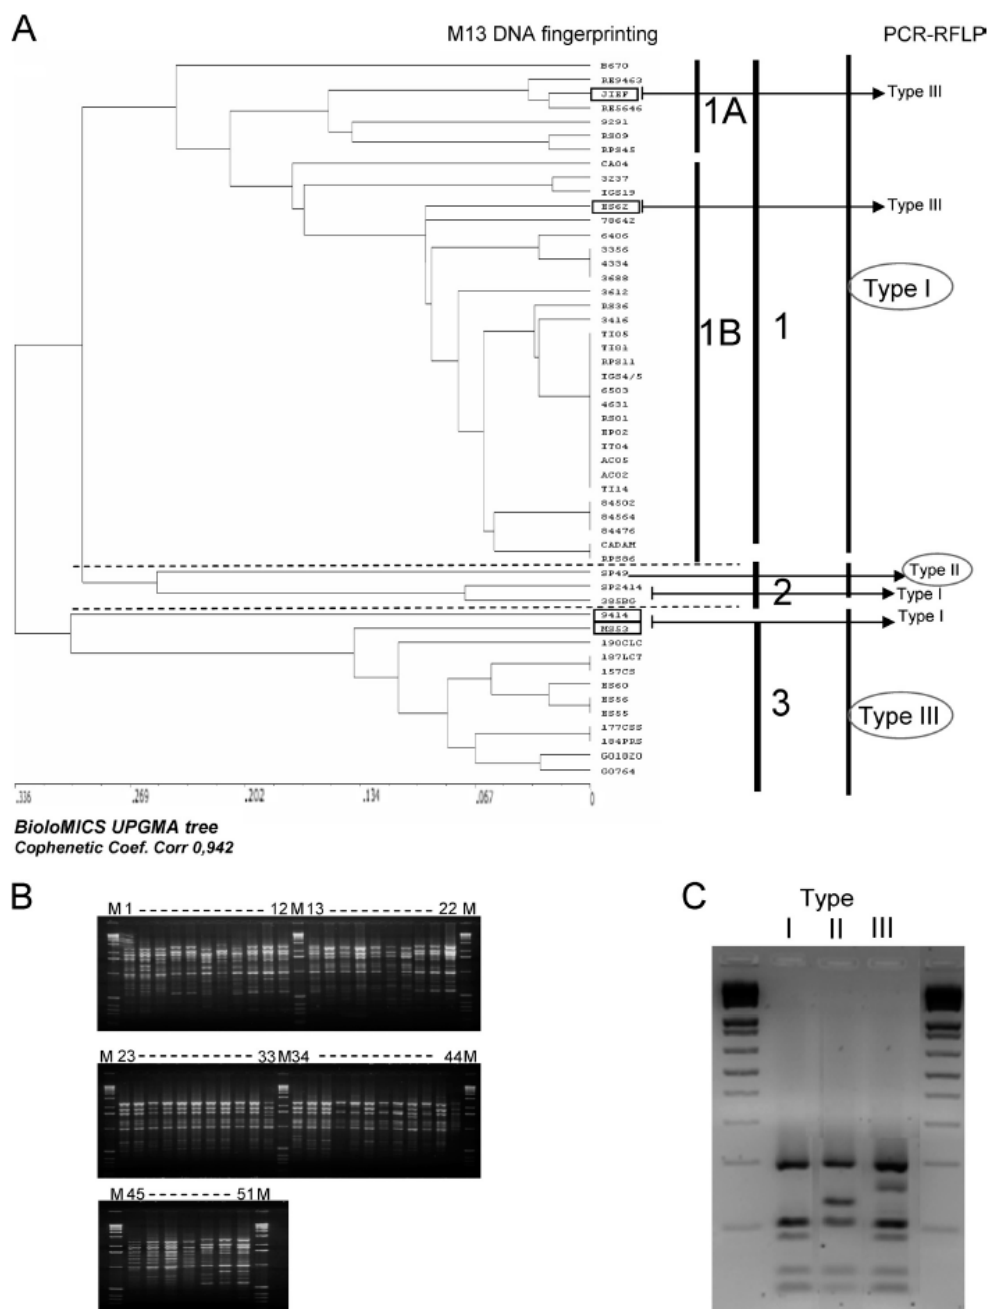 A
M13 DNA fingerprinting
PCR-RFLP
B670
RE9463
JIEF
Type III
RE5646
1A
9291
RS09
RPS45
CA04
3237
IGS19
ES62
Type III
78642
6406
3356
4334
3688
Type I
3612
RS36
3416
1B
1
TI05
TI01
RPS11
IGS4/5
6503
4631
RS01
EP02
IT04
AC05
AC02
TI14
84502
84564
84476
CADAM
RPS86
SP49
Type II
SP2414
2
Type I
385BG
9414
Type I
MS53
190CLC
187LCT
157CS
ES60
3
ES56
ES55
Type III
177CSS
184PRS
GO1820
GO764
.336 .269 .202 .134 .067 0
BioloMICS UPGMA tree
Cophenetic Coef. Corr 0,942
B
M 1 12 M 13 22 M
M 23 33 M 34 44 M
M 45 51 M
C
Type
I II III